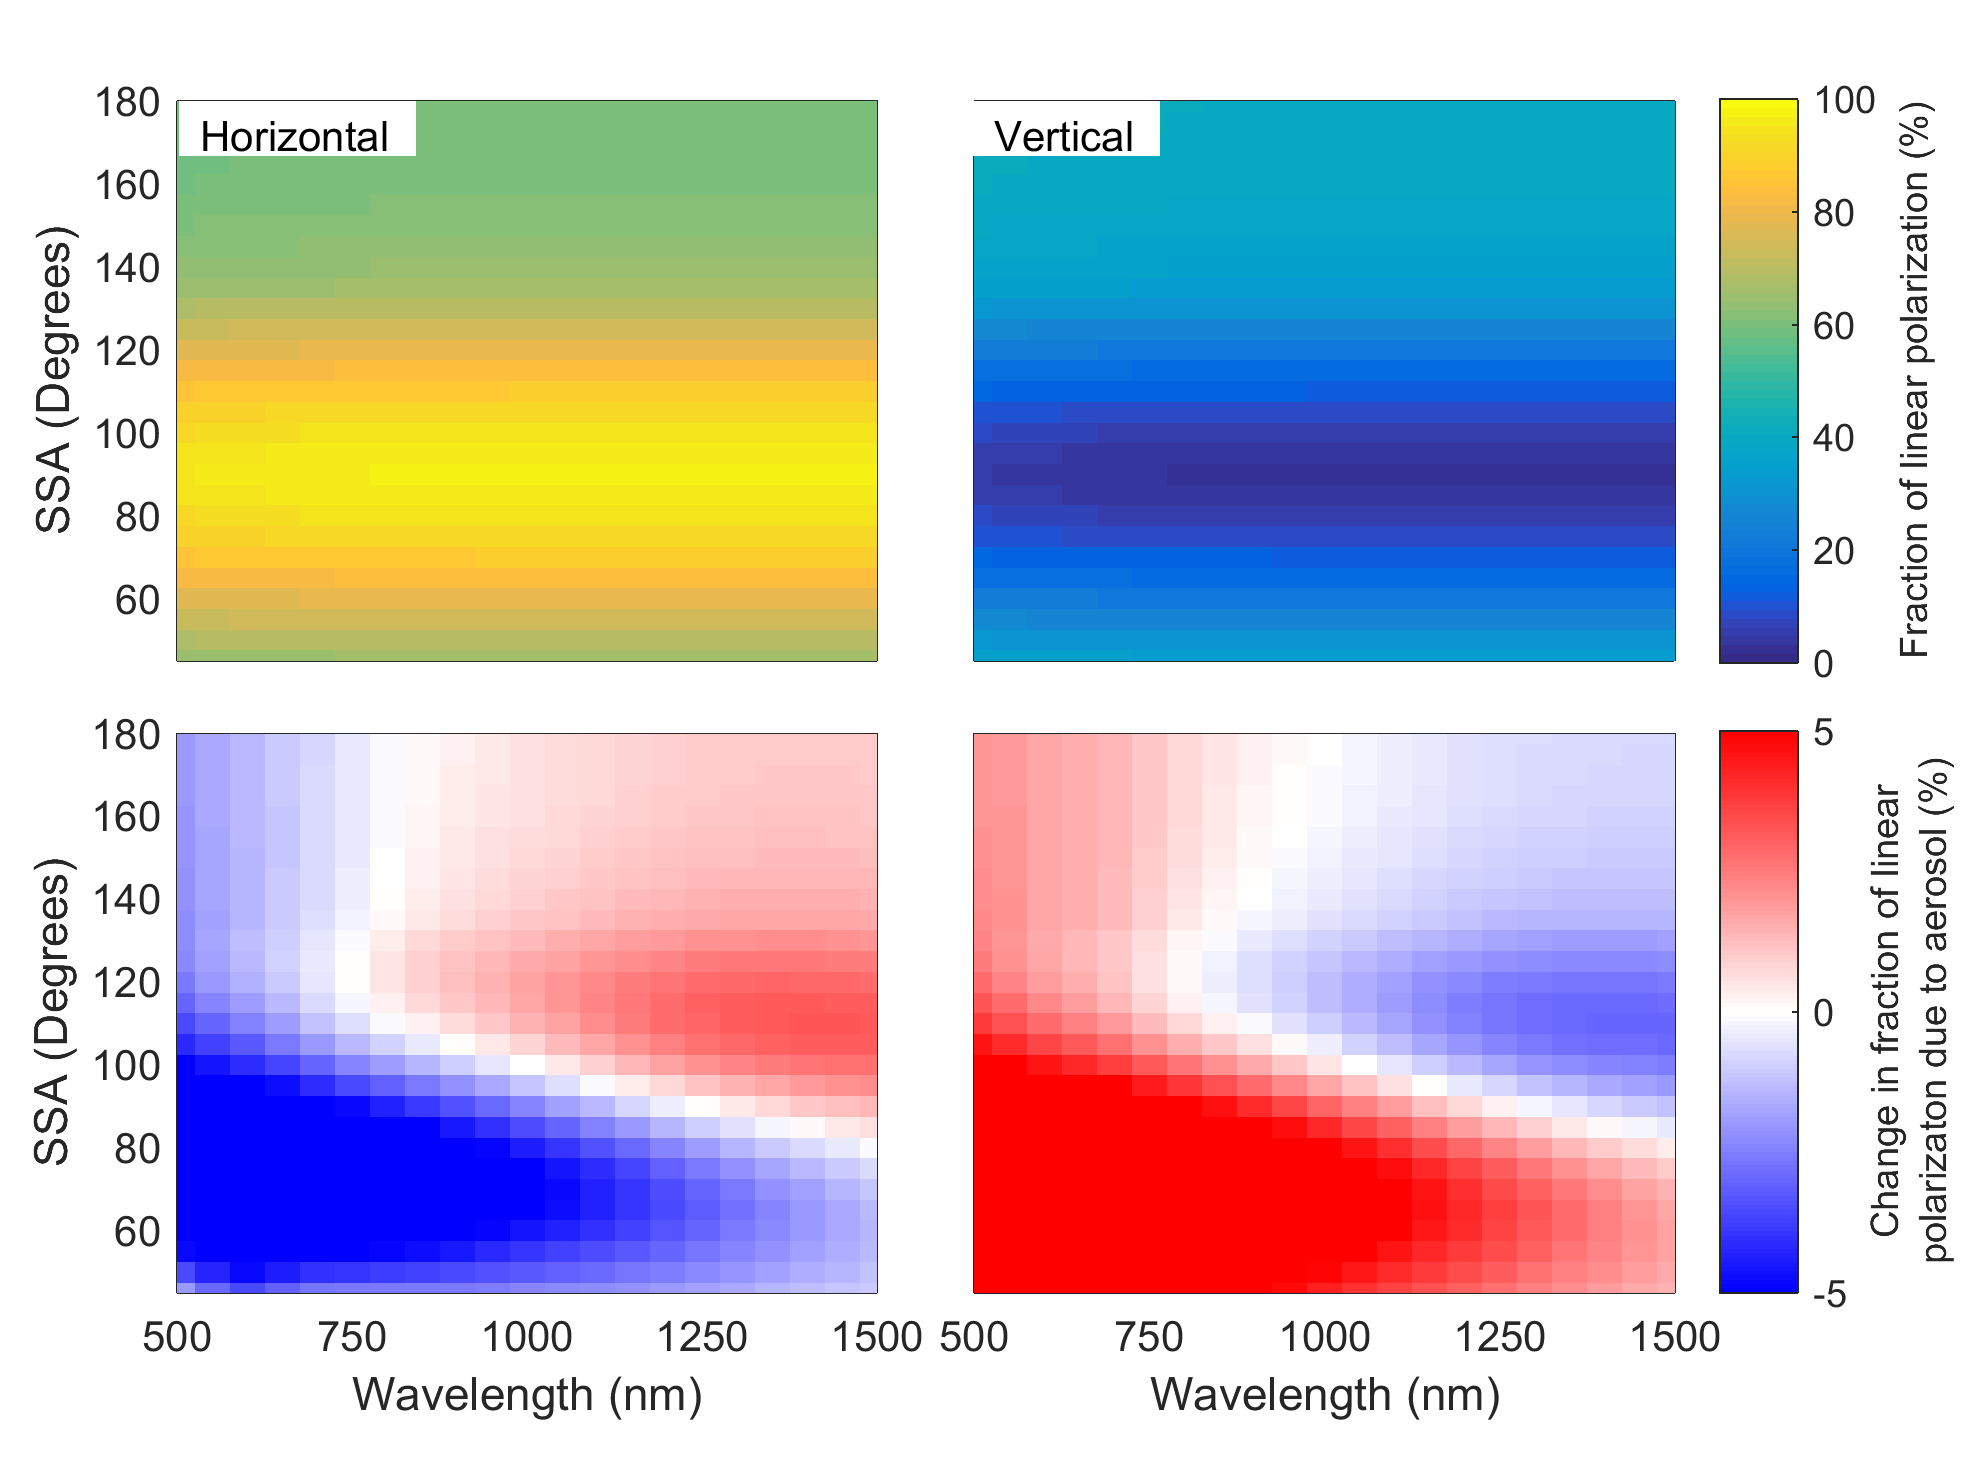 Horizontal
Vertical
180
160
140
120
100
80
60
SSA (Degrees)
100
80
60
40
20
0
Fraction of linear polarization (%)
180
160
140
120
100
80
60
SSA (Degrees)
500 750 1000 1250 1500
Wavelength (nm)
500 750 1000 1250 1500
Wavelength (nm)
5
0
-5
Change in fraction of linear
polarizaton due to aerosol (%)